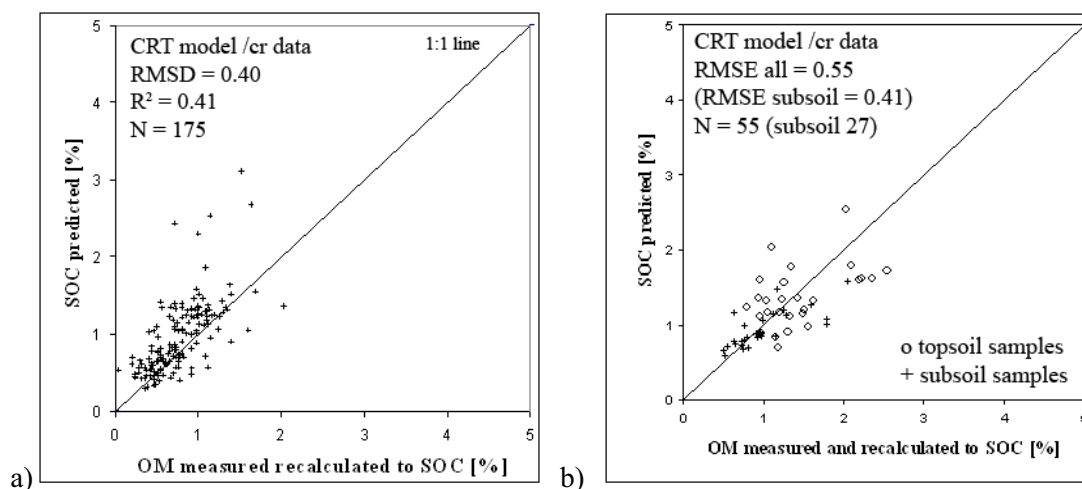 5
4
3
2
1
0
SOC predicted [%]
CRT model /cr data
RMSD = 0.40
R² = 0.41
N = 175
1:1 line
0 1 2 3 4 5
OM measured recalculated to SOC [%]
a)
5
4
3
2
1
0
SOC predicted [%]
CRT model /cr data
RMSE all = 0.55
(RMSE subsoil = 0.41)
N = 55 (subsoil 27)
o topsoil samples
+ subsoil samples
0 1 2 3 4 5
OM measured and recalculated to SOC [%]
b)